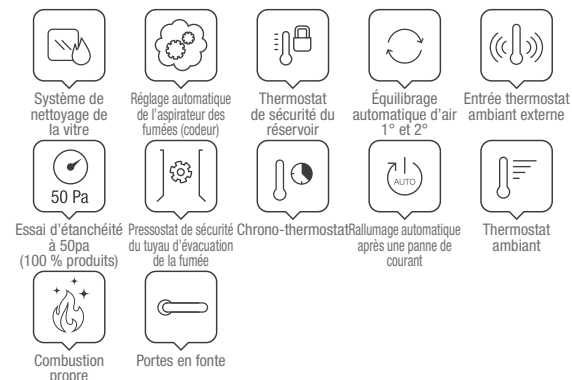 Système de
nettoyage de
la vitre
Réglage automatique
de l'aspirateur des
fumées (codeur)
Thermostat
de sécurité du
réservoir
Équilibrage
automatique d'air
1° et 2°
Entrée thermostat
ambiant externe
50 Pa
Essai d'étanchéité
à 50pa
(100 % produits)
Pressostat de sécurité
du tuyau d'évacuation
de la fumée
Chrono-thermostat
AUTO
Rallumage automatique
après une panne de
courant
Thermostat
ambiant
Combustion
propre
Portes en fonte